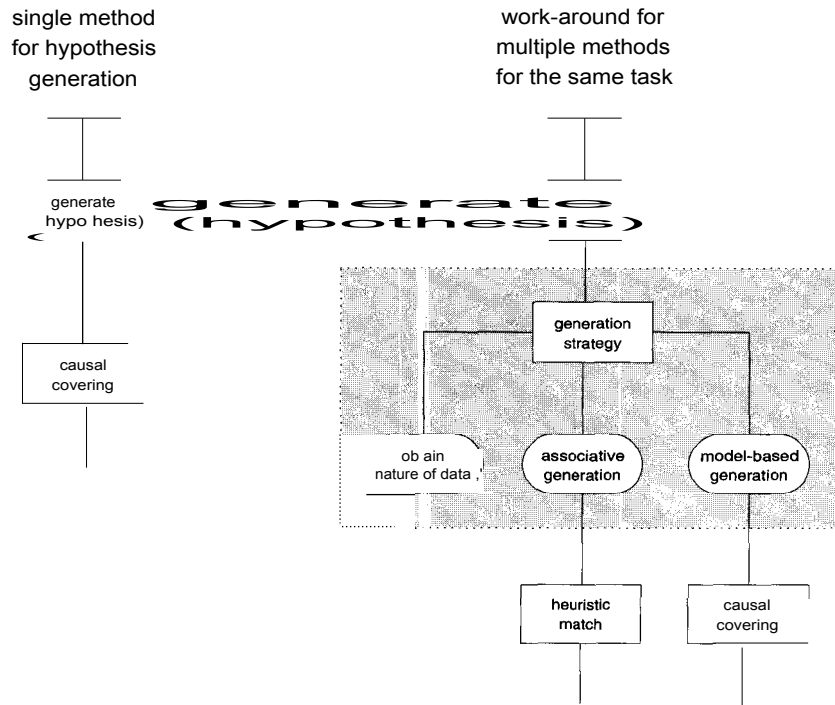 single method
for hypothesis
generation
work-around for
multiple methods
for the same task
generate
hypo hesis)
(
generate
(hypothesis)
generation
strategy
causal
covering
ob ain
nature of data ,'
associative
generation
model-based
generation
heuristic
match
causal
covering